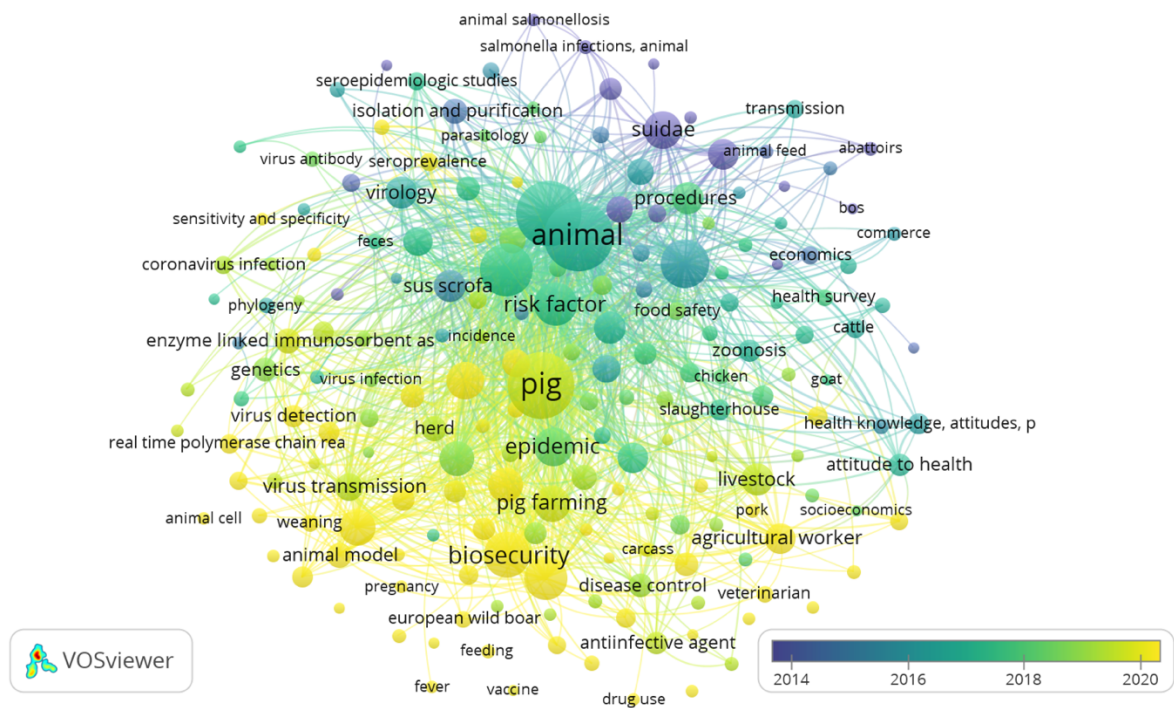 animal salmonellosis
salmonella infections, animal
seroepidemiologic studies
isolation and purification
transmission
suidae
parasitology
animal feed
abattoirs
virus antibody
seroprevalence
virology
procedures
bos
sensitivity and specificity
animal
commerce
feces
economics
coronavirus infection
sus scrofa
health survey
phylogeny
risk factor
food safety
cattle
enzyme linked immunosorbent as
incidence
zoonosis
genetics
virus infection
pig
chicken
goat
virus detection
slaughterhouse
herd
health knowledge, attitudes, p
real time polymerase chain rea
epidemic
attitude to health
virus transmission
livestock
animal cell
weaning
pig farming
pork
socioeconomics
agricultural worker
animal model
biosecurity
carcass
pregnancy
disease control
veterinarian
european wild boar
antiinfective agent
feeding
fever
vaccine
drug use
VOSviewer
2014
2016
2018
2020